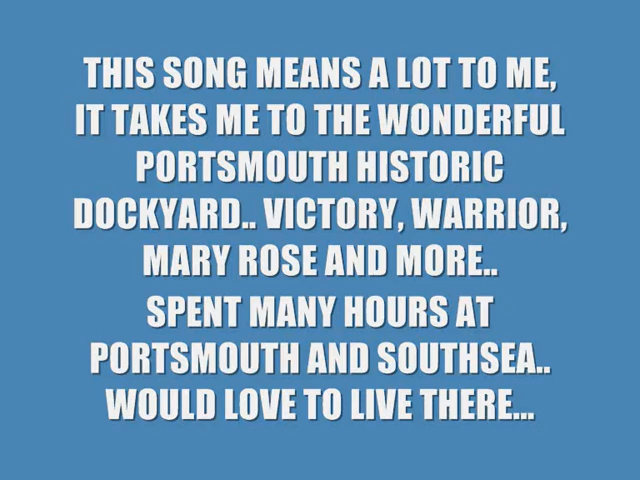 THIS SONG MEANS A LOT TO ME,
IT TAKES ME TO THE WONDERFUL
PORTSMOUTH HISTORIC
DOCKYARD.. VICTORY, WARRIOR,
MARY ROSE AND MORE..
SPENT MANY HOURS AT
PORTSMOUTH AND SOUTHSEA..
WOULD LOVE TO LIVE THERE...